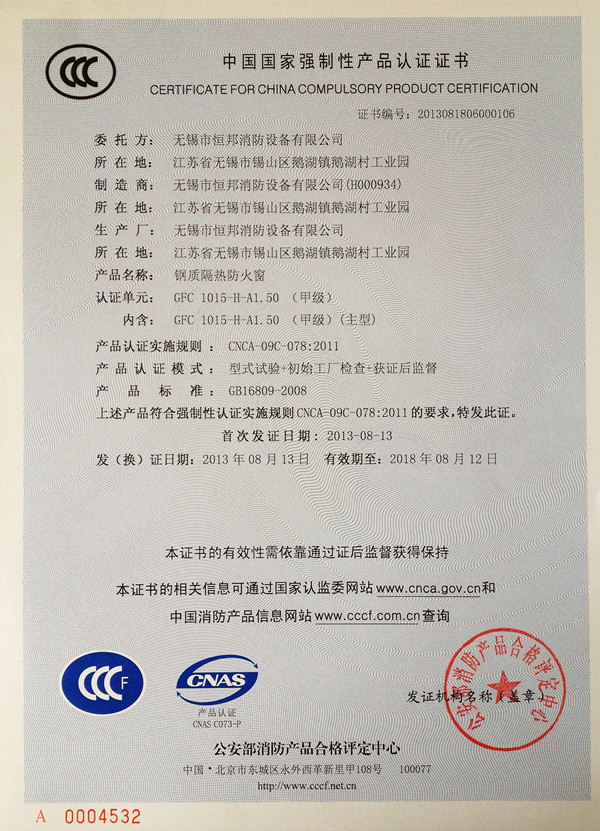 CCC
中国国家强制性产品认证证书
CERTIFICATE FOR CHINA COMPULSORY PRODUCT CERTIFICATION
证书编号：2013081806000106
委托方： 无锡市恒邦消防设备有限公司
所在地： 江苏省无锡市锡山区鹅湖镇鹅湖村工业园
制造商： 无锡市恒邦消防设备有限公司(H000934)
所在地： 江苏省无锡市锡山区鹅湖镇鹅湖村工业园
生产厂： 无锡市恒邦消防设备有限公司
所在地： 江苏省无锡市锡山区鹅湖镇鹅湖村工业园
产品名称： 钢质隔热防火窗
认证单元： GFC 1015-H-A1.50 （甲级）
内含： GFC 1015-H-A1.50 （甲级）(主型)
产品认证实施规则： CNCA-09C-078:2011
产品认证模式： 型式试验+初始工厂检查+获证后监督
产品标准： GB16809-2008
上述产品符合强制性认证实施规则CNCA-09C-078:2011的要求,特发此证。
首次发证日期：2013-08-13
发（换）证日期：2013年08月13日 有效期至：2018年08月12日
本证书的有效性需依靠通过证后监督获得保持
本证书的相关信息可通过国家认监委网站www.cnca.gov.cn和
中国消防产品信息网站www.cccf.com.cn查询
CCC F
CNAS
产品认证
CNAS C073-P
公安部消防产品合格评定中心
发证机构名称（盖章）
公安部消防产品合格评定中心
中国·北京市东城区永外西革新里甲108号 100077
http://www.cccf.net.cn
A 0004532